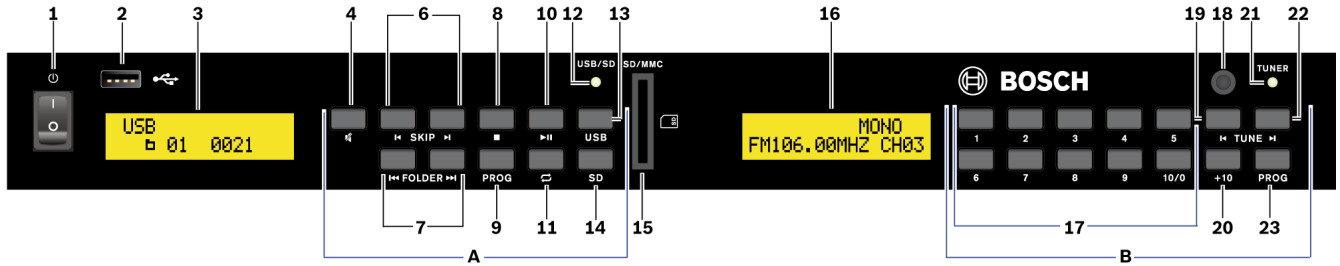 1 2 3 4 6 8 10 12 13 16 19 18 21 22
USB/SD SD/MMC TUNER
BOSCH
I
O
USB
01 0021
SKIP USB
MONO
FM106.00MHZ CH03
1 2 3 4 5 TUNE
FOLDER PROG SD
6 7 8 9 10/0 +10 PROG
7 9 11 14 15 17 20 23
A B